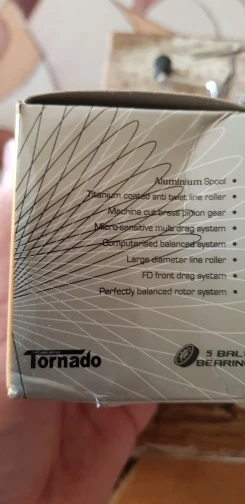 Aluminium Spool •
Titanium coated anti twist line roller •
Machine cut brass pinion gear •
Micro-sensitive multi drag system •
Computerised balanced system •
Large diameter line roller •
FD front drag system •
Perfectly balanced rotor system •
Tornado
5 BAL
BEARING